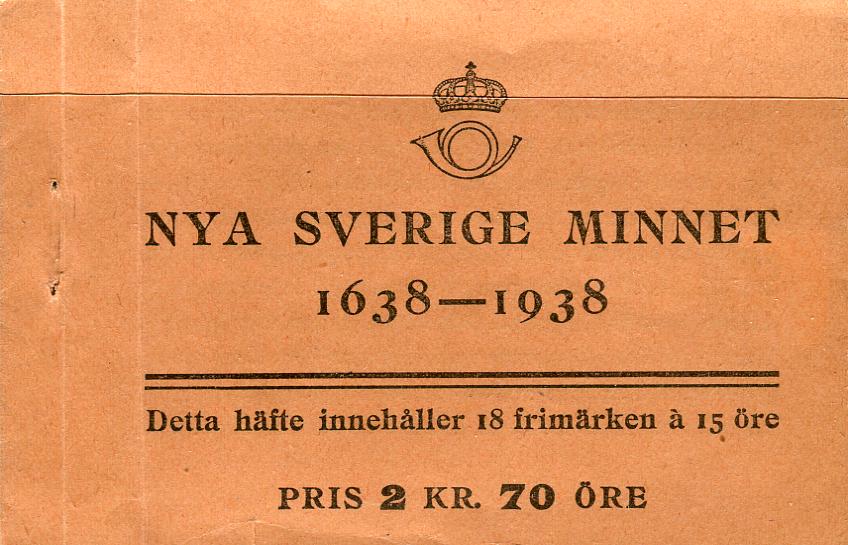 NYA SVERIGE MINNET
1638—1938
Detta häfte innehåller 18 frimärken à 15 öre
PRIS 2 KR. 70 ÖRE